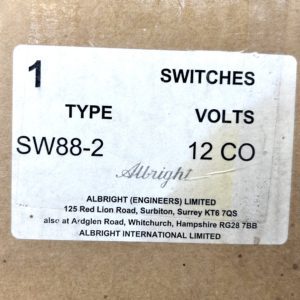 1 SWITCHES
TYPE VOLTS
SW88-2 12 CO
Albright
ALBRIGHT (ENGINEERS) LIMITED
125 Red Lion Road, Surbiton, Surrey KT6 7QS
also at Ardglen Road, Whitchurch, Hampshire RG28 7BB
ALBRIGHT INTERNATIONAL LIMITED